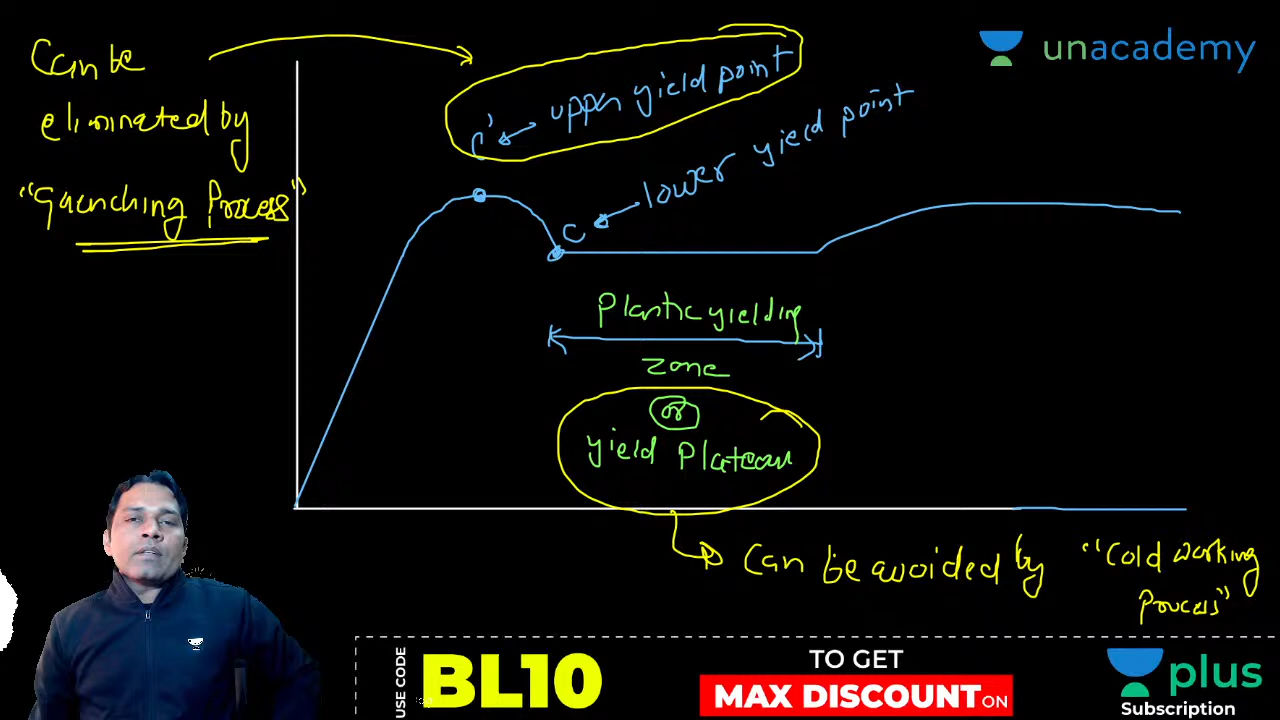 Can be
eliminated by
"Quenching Process"
C' ← upper yield point
C ← lower yield point
Plastic yielding
zone
or
yield Plateau
Can be avoided by "Cold working
process"
unacademy
USE CODE
BL10
TO GET
MAX DISCOUNT ON
plus
Subscription